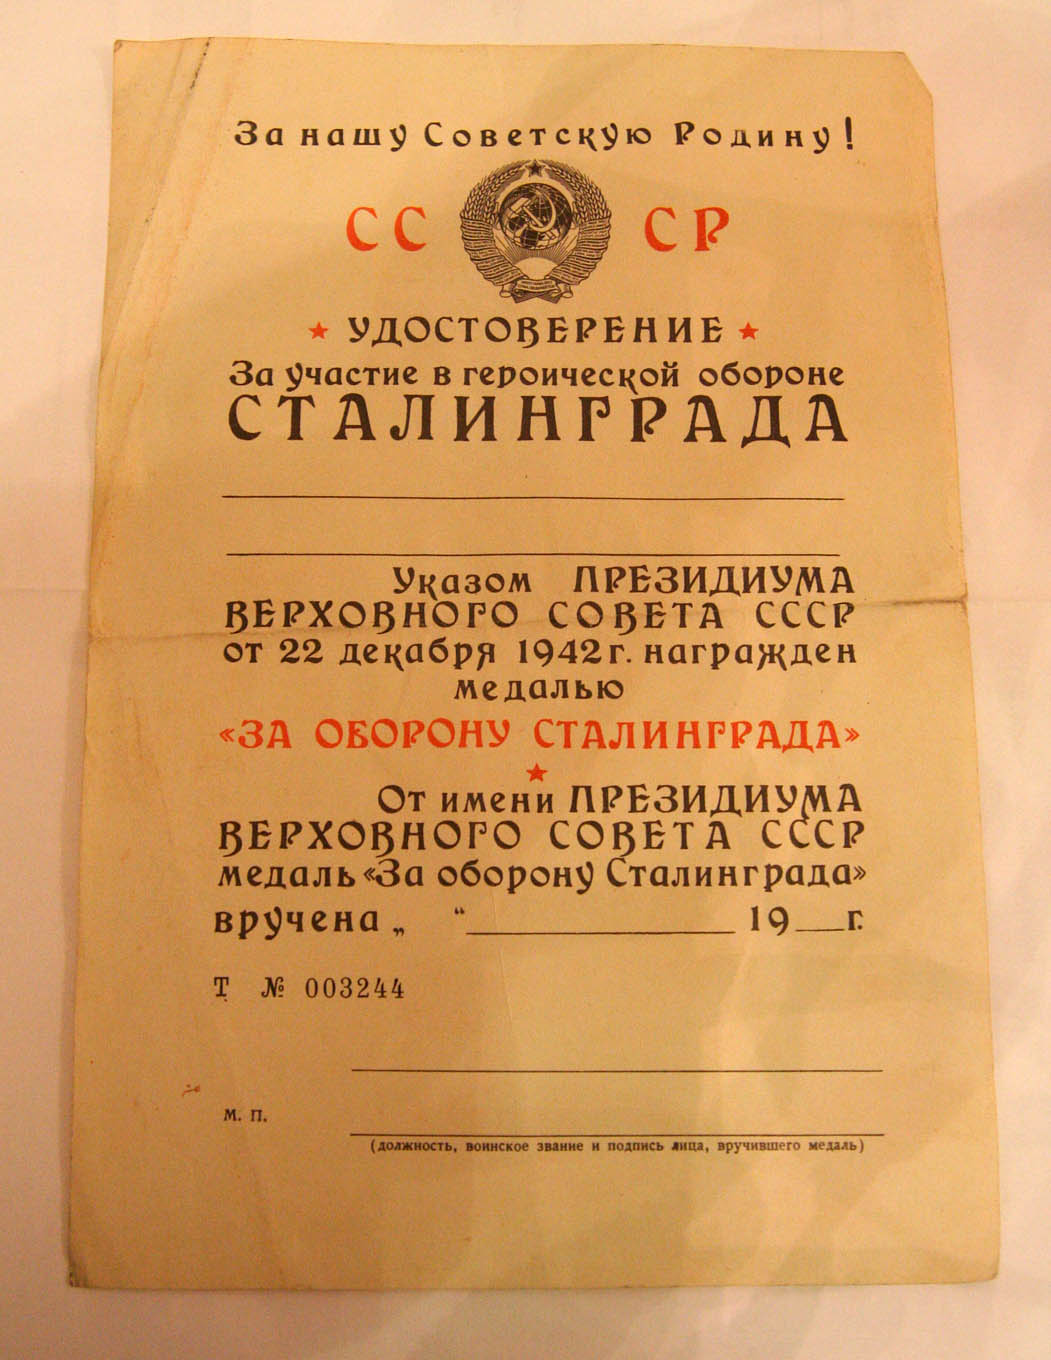 За нашу Советскую Родину!
СС СР
УДОСТОВЕРЕНИЕ
За участие в героической обороне
СТАЛИНГРАДА
Указом ПРЕЗИДИУМА
ВЕРХОВНОГО СОВЕТА СССР
от 22 декабря 1942 г. награжден
медалью
«ЗА ОБОРОНУ СТАЛИНГРАДА»
От имени ПРЕЗИДИУМА
ВЕРХОВНОГО СОВЕТА СССР
медаль «За оборону Сталинграда»
вручена „ “ 19 г.
Т № 003244
М. П.
(должность, воинское звание и подпись лица, вручившего медаль)